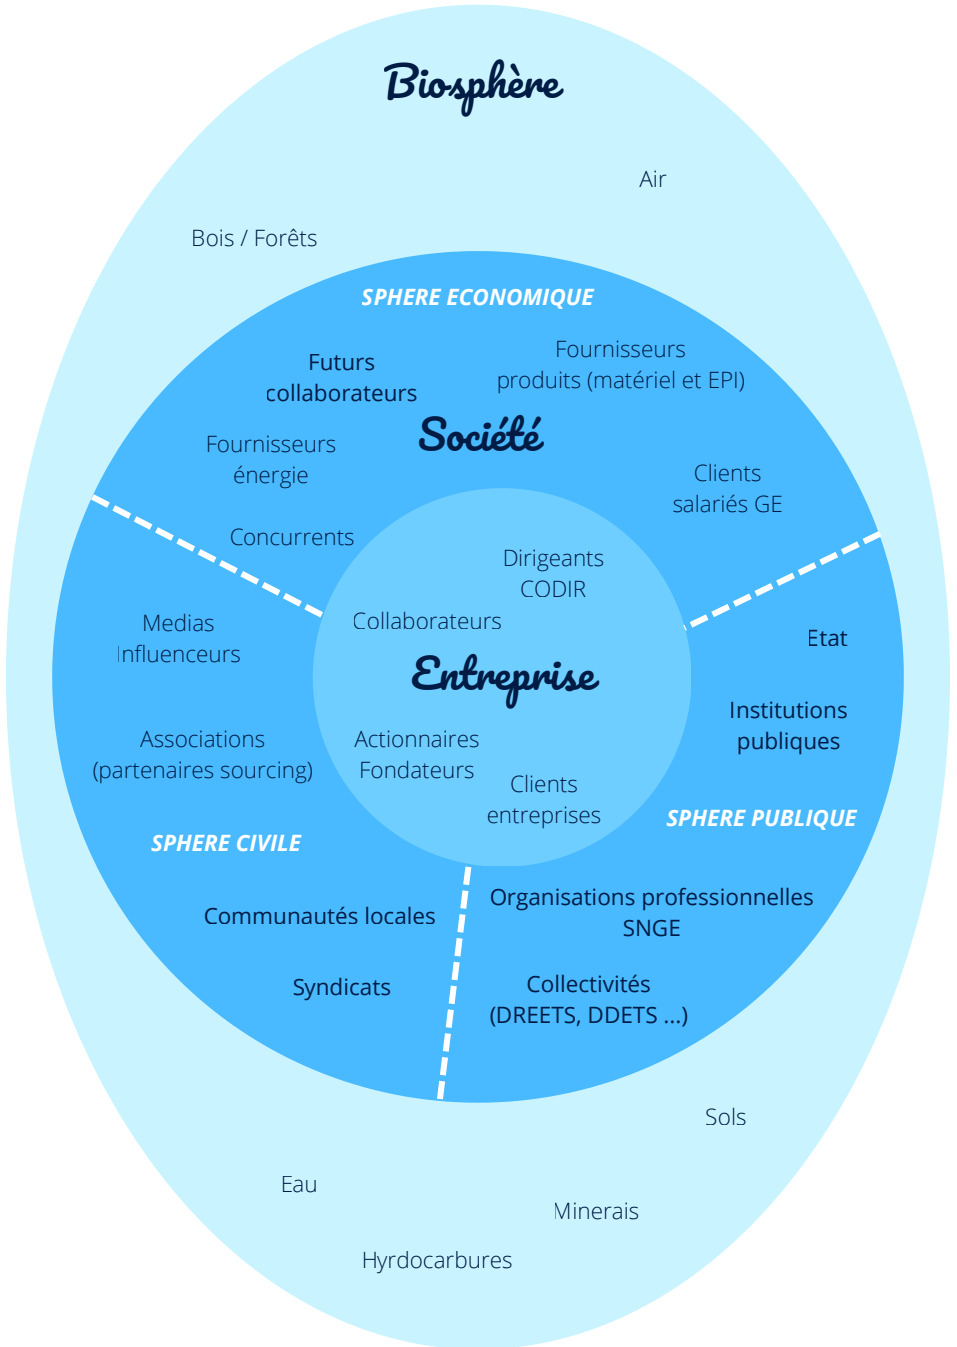 Biosphère
Air
Bois / Forêts
SPHERE ECONOMIQUE
Futurs
collaborateurs
Fournisseurs
produits (matériel et EPI)
Société
Fournisseurs
énergie
Clients
salariés GE
Concurrents
Dirigeants
CODIR
Collaborateurs
Medias
Influenceurs
Etat
Entreprise
Institutions
publiques
Associations
(partenaires sourcing)
Actionnaires
Fondateurs
Clients
entreprises
SPHERE PUBLIQUE
SPHERE CIVILE
Communautés locales
Organisations professionnelles
SNGE
Syndicats
Collectivités
(DREETS, DDETS ...)
Sols
Eau
Minerais
Hyrdocarbures